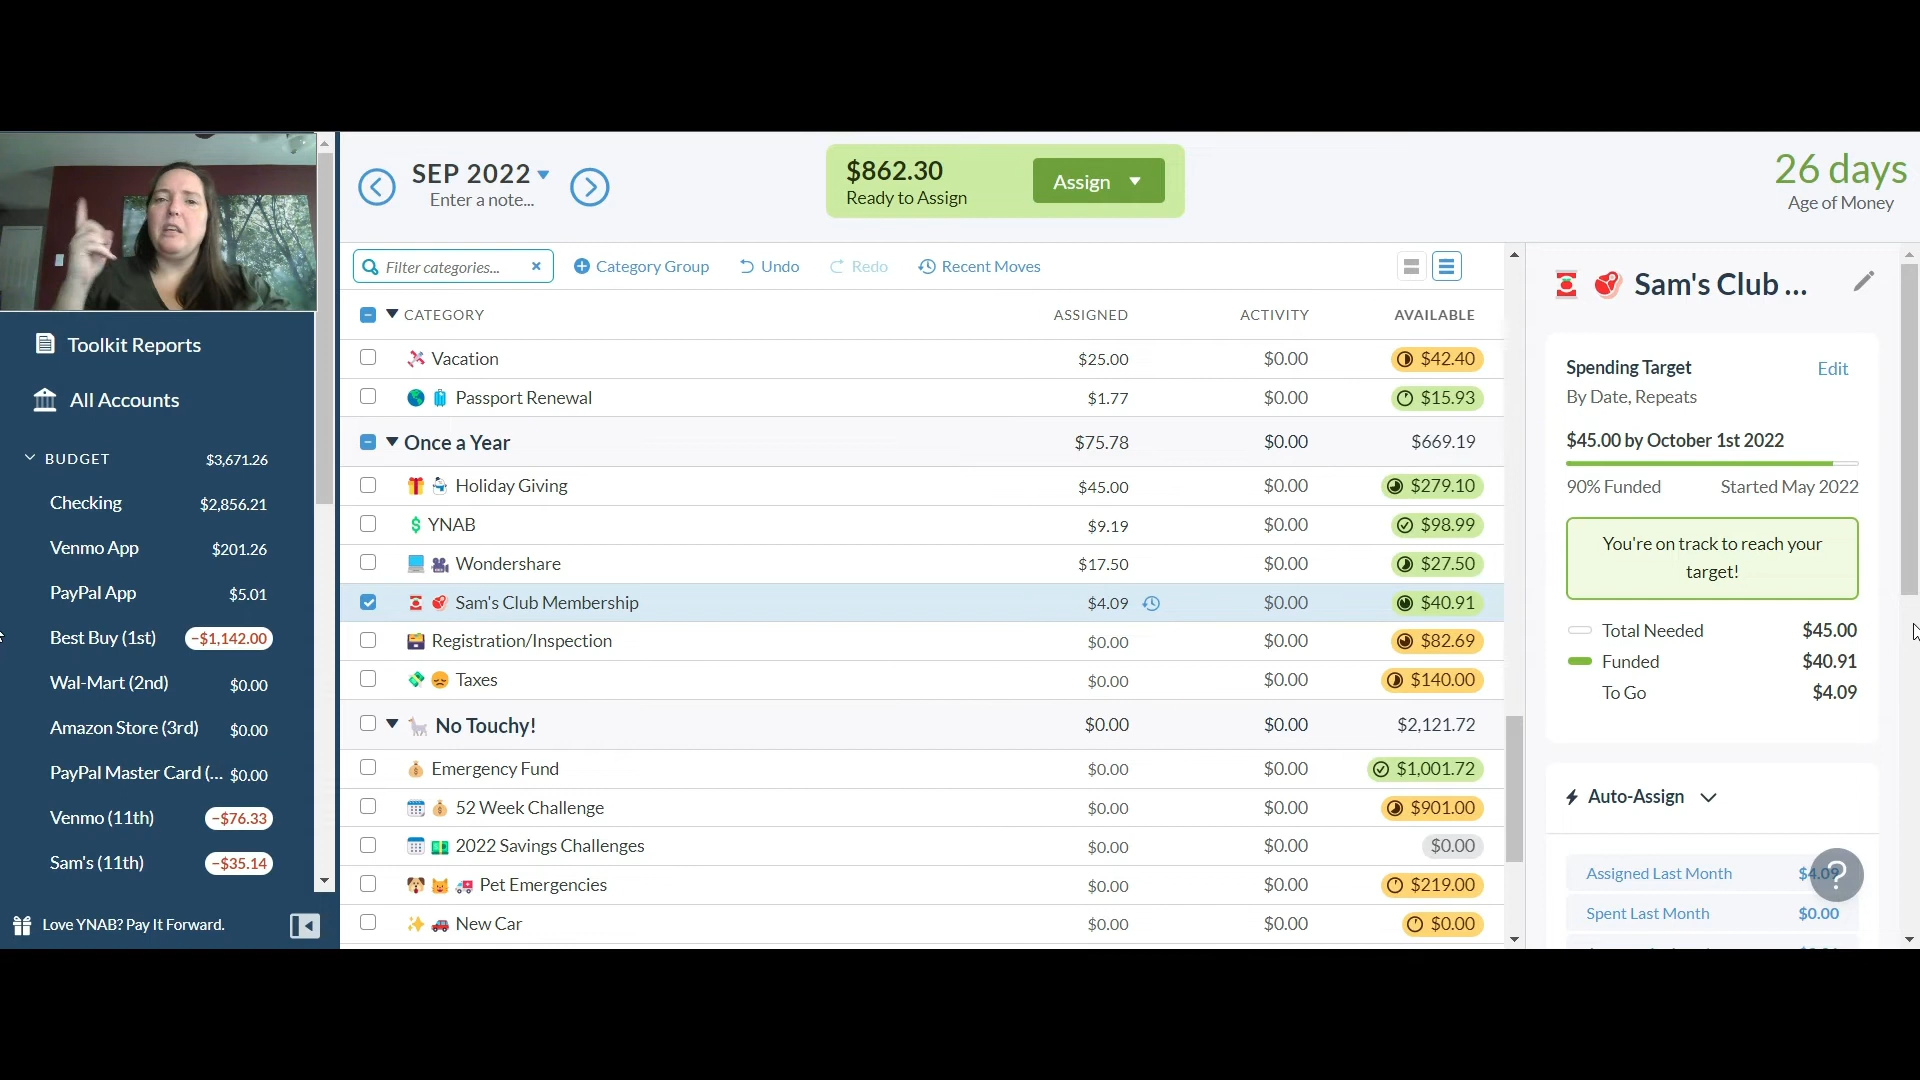 SEP 2022
Enter a note...
$862.30
Ready to Assign
Assign
26 days
Age of Money
Toolkit Reports
All Accounts
BUDGET $3,671.26
Checking $2,856.21
Venmo App $201.26
PayPal App $5.01
Best Buy (1st) −$1,142.00
Wal-Mart (2nd) $0.00
Amazon Store (3rd) $0.00
PayPal Master Card (... $0.00
Venmo (11th) −$76.33
Sam's (11th) −$35.14
Love YNAB? Pay It Forward.
Filter categories... Category Group Undo Redo Recent Moves
CATEGORY ASSIGNED ACTIVITY AVAILABLE
Vacation $25.00 $0.00 $42.40
Passport Renewal $1.77 $0.00 $15.93
Once a Year $75.78 $0.00 $669.19
Holiday Giving $45.00 $0.00 $279.10
YNAB $9.19 $0.00 $98.99
Wondershare $17.50 $0.00 $27.50
Sam's Club Membership $4.09 $0.00 $40.91
Registration/Inspection $0.00 $0.00 $82.69
Taxes $0.00 $0.00 $140.00
No Touchy! $0.00 $0.00 $2,121.72
Emergency Fund $0.00 $0.00 $1,001.72
52 Week Challenge $0.00 $0.00 $901.00
2022 Savings Challenges $0.00 $0.00 $0.00
Pet Emergencies $0.00 $0.00 $219.00
New Car $0.00 $0.00 $0.00
Sam's Club ...
Spending Target Edit
By Date, Repeats
$45.00 by October 1st 2022
90% Funded Started May 2022
You're on track to reach your
target!
Total Needed $45.00
Funded $40.91
To Go $4.09
Auto-Assign
Assigned Last Month
Spent Last Month $0.00